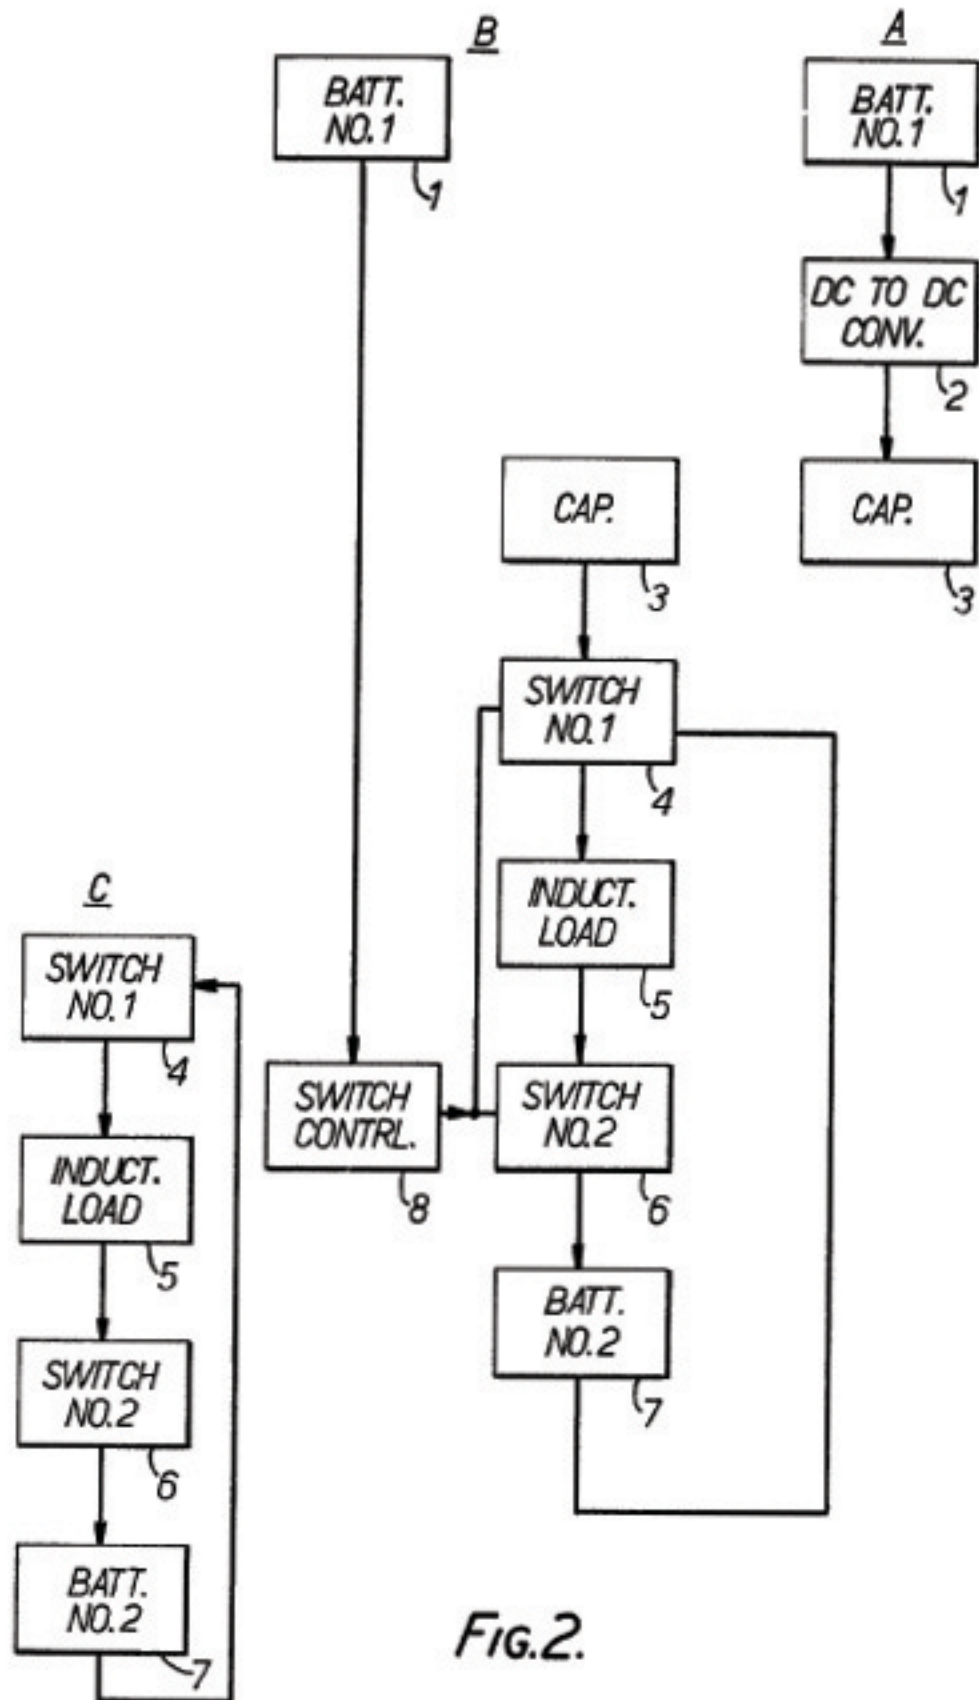 B
BATT.
NO.1
1
A
BATT.
NO.1
1
DC TO DC
CONV.
2
CAP.
3
CAP.
3
SWITCH
NO.1
4
INDUCT.
LOAD
5
SWITCH
CONTRL.
8
SWITCH
NO.2
6
BATT.
NO.2
7
C
SWITCH
NO.1
4
INDUCT.
LOAD
5
SWITCH
NO.2
6
BATT.
NO.2
7
FIG.2.